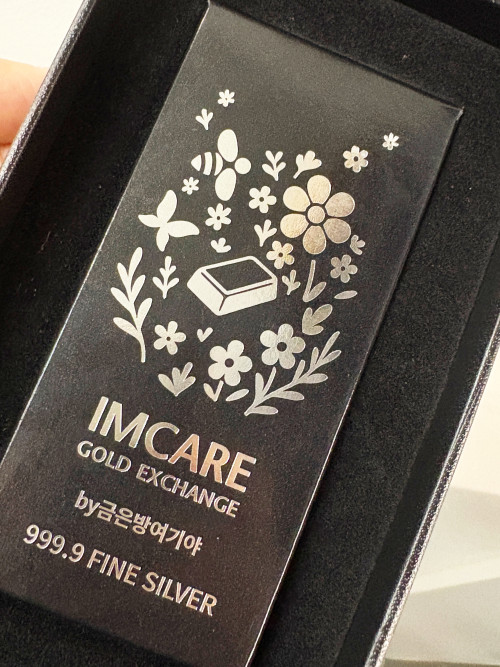 IMCARE
GOLD EXCHANGE
by금은방여기야
999.9 FINE SILVER